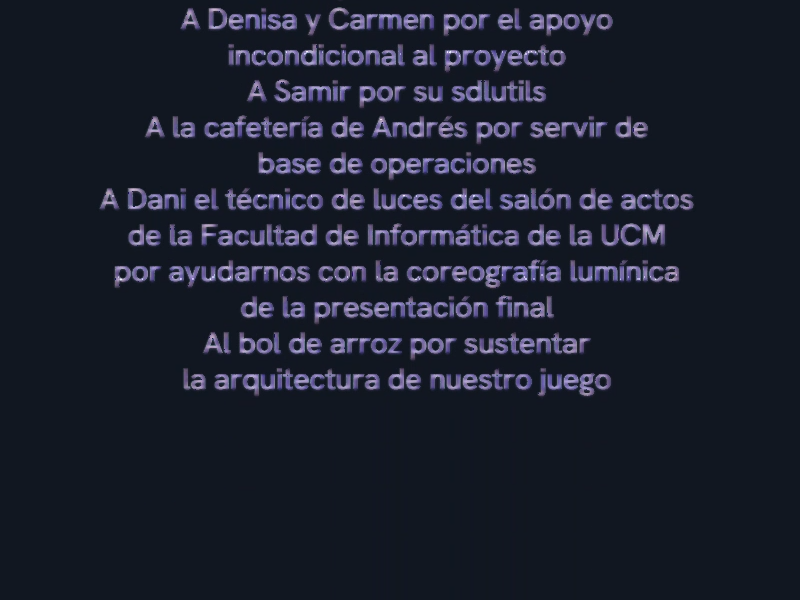 A Denisa y Carmen por el apoyo
incondicional al proyecto
A Samir por su sdlutils
A la cafetería de Andrés por servir de
base de operaciones
A Dani el técnico de luces del salón de actos
de la Facultad de Informática de la UCM
por ayudarnos con la coreografía lumínica
de la presentación final
Al bol de arroz por sustentar
la arquitectura de nuestro juego